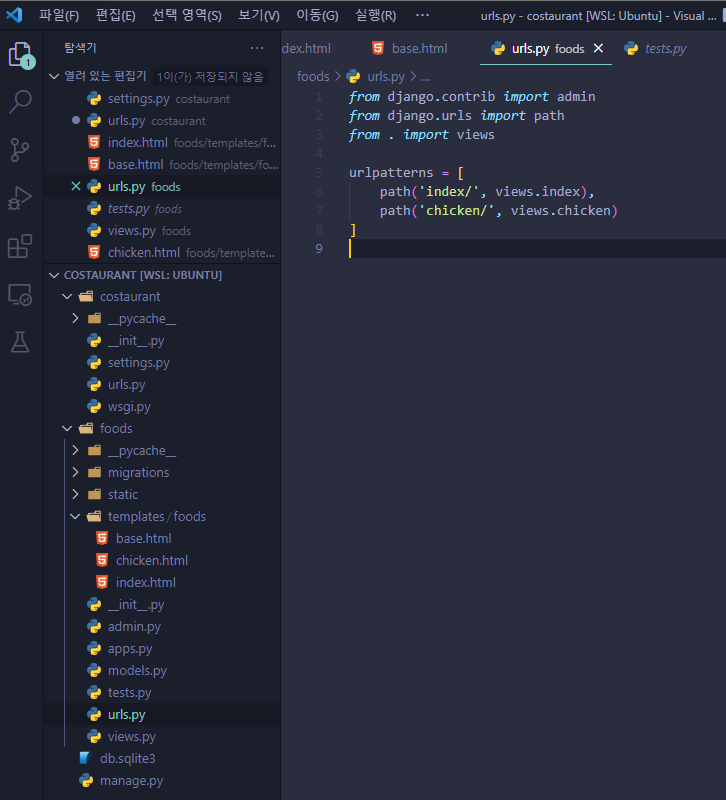 파일(F) 편집(E) 선택 영역(S) 보기(V) 이동(G) 실행(R) ··· urls.py - costaurant [WSL: Ubuntu] - Visual ...
탐색기 ···
열려 있는 편집기 1이(가) 저장되지 않음
settings.py costaurant
urls.py costaurant
index.html foods/templates/f...
base.html foods/templates/fo...
urls.py foods
tests.py foods
views.py foods
chicken.html foods/template...
COSTAURANT [WSL: UBUNTU]
costaurant
__pycache__
__init__.py
settings.py
urls.py
wsgi.py
foods
__pycache__
migrations
static
templates / foods
base.html
chicken.html
index.html
__init__.py
admin.py
apps.py
models.py
tests.py
urls.py
views.py
db.sqlite3
manage.py
1
dex.html base.html urls.py foods tests.py
foods > urls.py > ...
1 from django.contrib import admin
2 from django.urls import path
3 from . import views
4
5 urlpatterns = [
6     path('index/', views.index),
7     path('chicken/', views.chicken)
8 ]
9